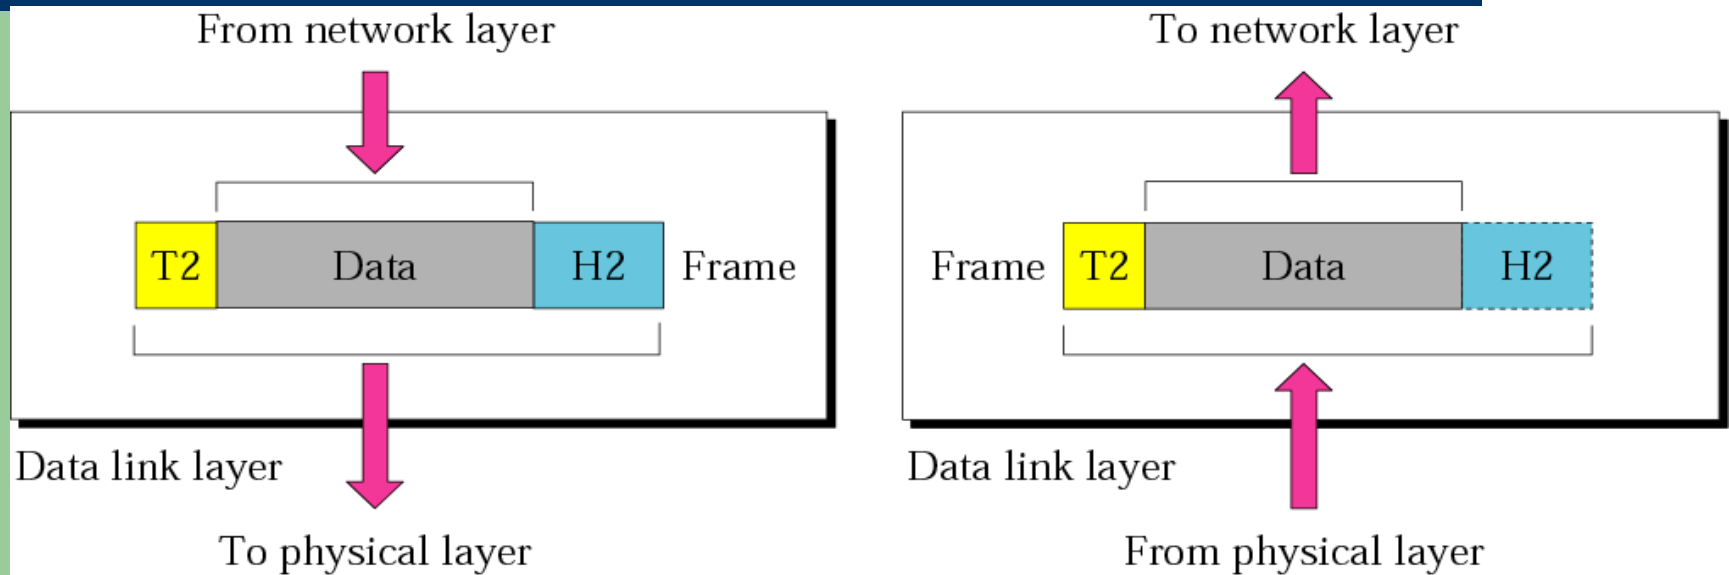 From network layer
T2 Data H2 Frame
Data link layer
To physical layer
To network layer
Frame T2 Data H2
Data link layer
From physical layer